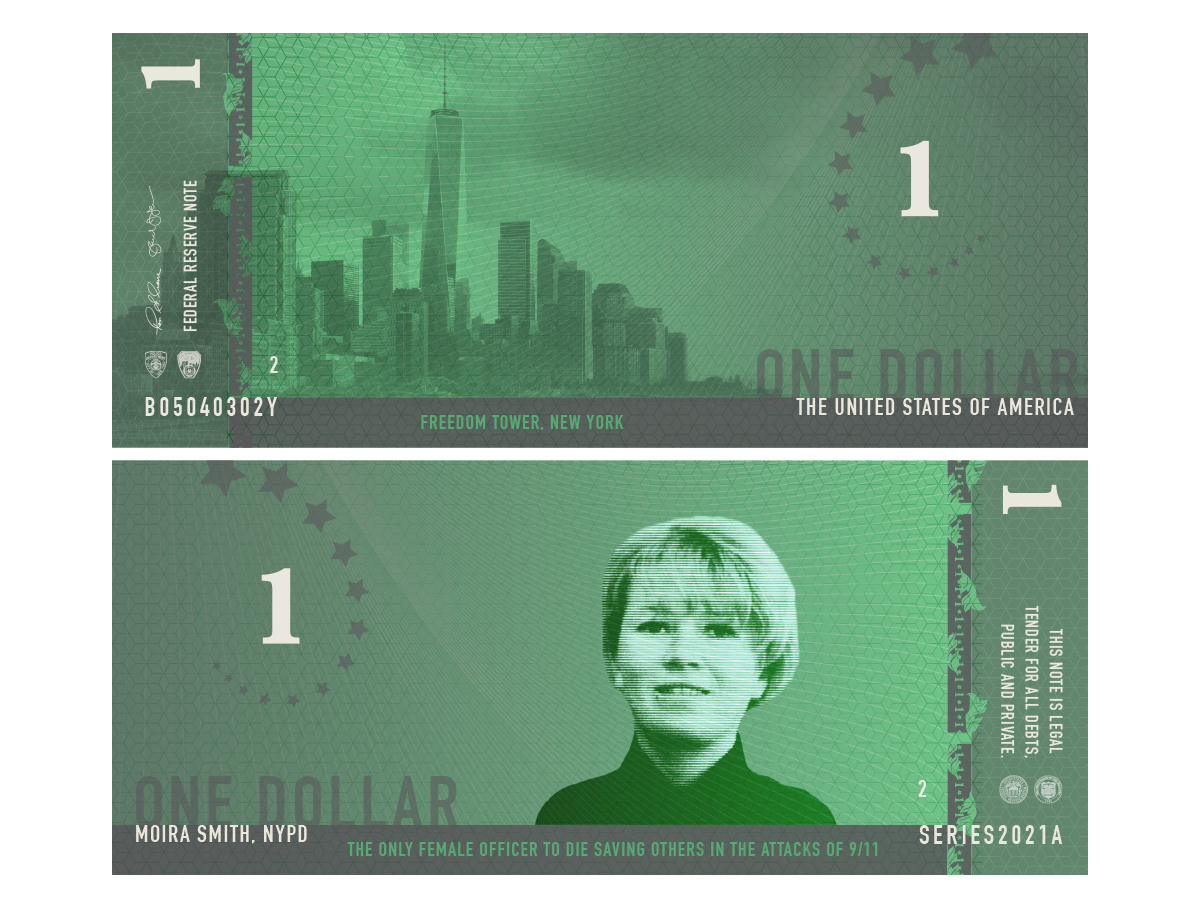 1
FEDERAL RESERVE NOTE
2
B05040302Y
FREEDOM TOWER, NEW YORK
1
ONE DOLLAR
THE UNITED STATES OF AMERICA
1
ONE DOLLAR
MOIRA SMITH, NYPD
THE ONLY FEMALE OFFICER TO DIE SAVING OTHERS IN THE ATTACKS OF 9/11
1
THIS NOTE IS LEGAL
TENDER FOR ALL DEBTS,
PUBLIC AND PRIVATE.
2
SERIES2021A